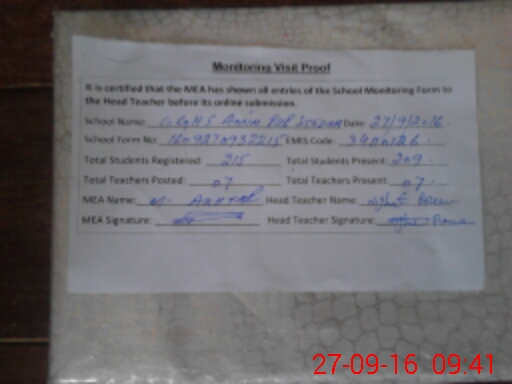 Monitoring Visit Proof
It is certified that the MEA has shown all entries of the School Monitoring Form to
the Head Teacher before its online submission.
School Name: Date: 27/9/2016
School Form No: 1609270932215 EMIS Code:
Total Students Registered: 215 Total Students Present: 209
Total Teachers Posted: 07 Total Teachers Present: 07
MEA Name: M. Head Teacher Name:
MEA Signature: Head Teacher Signature:
27-09-16 09:41